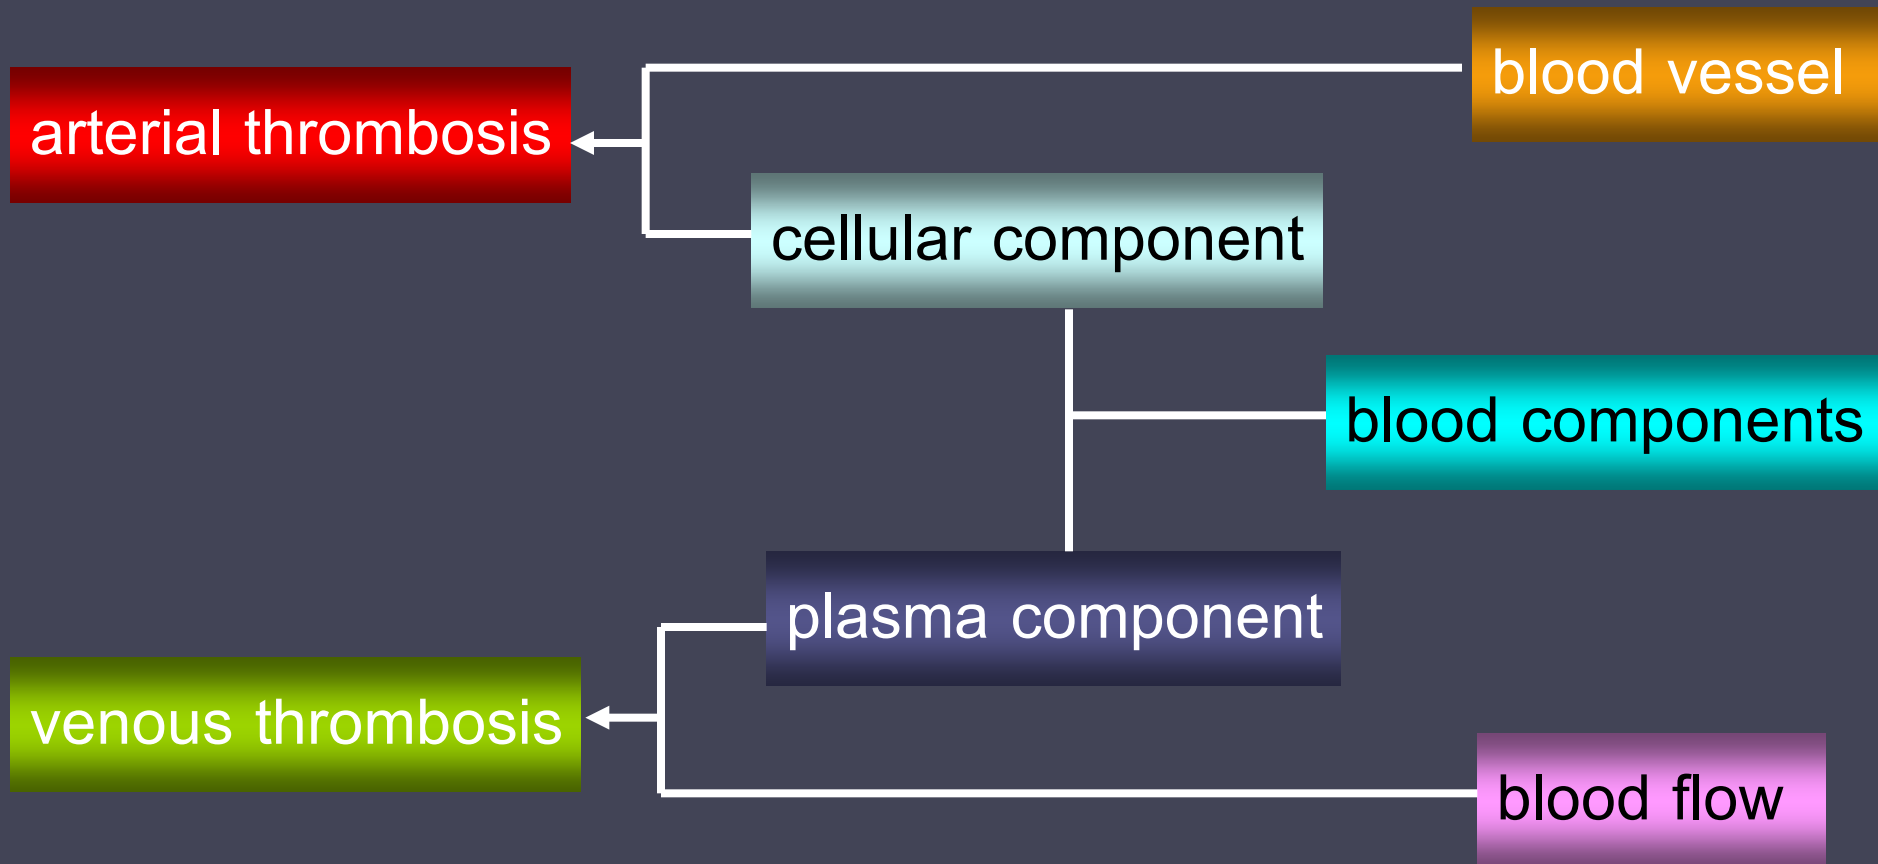 blood vessel
arterial thrombosis
cellular component
blood components
plasma component
venous thrombosis
blood flow